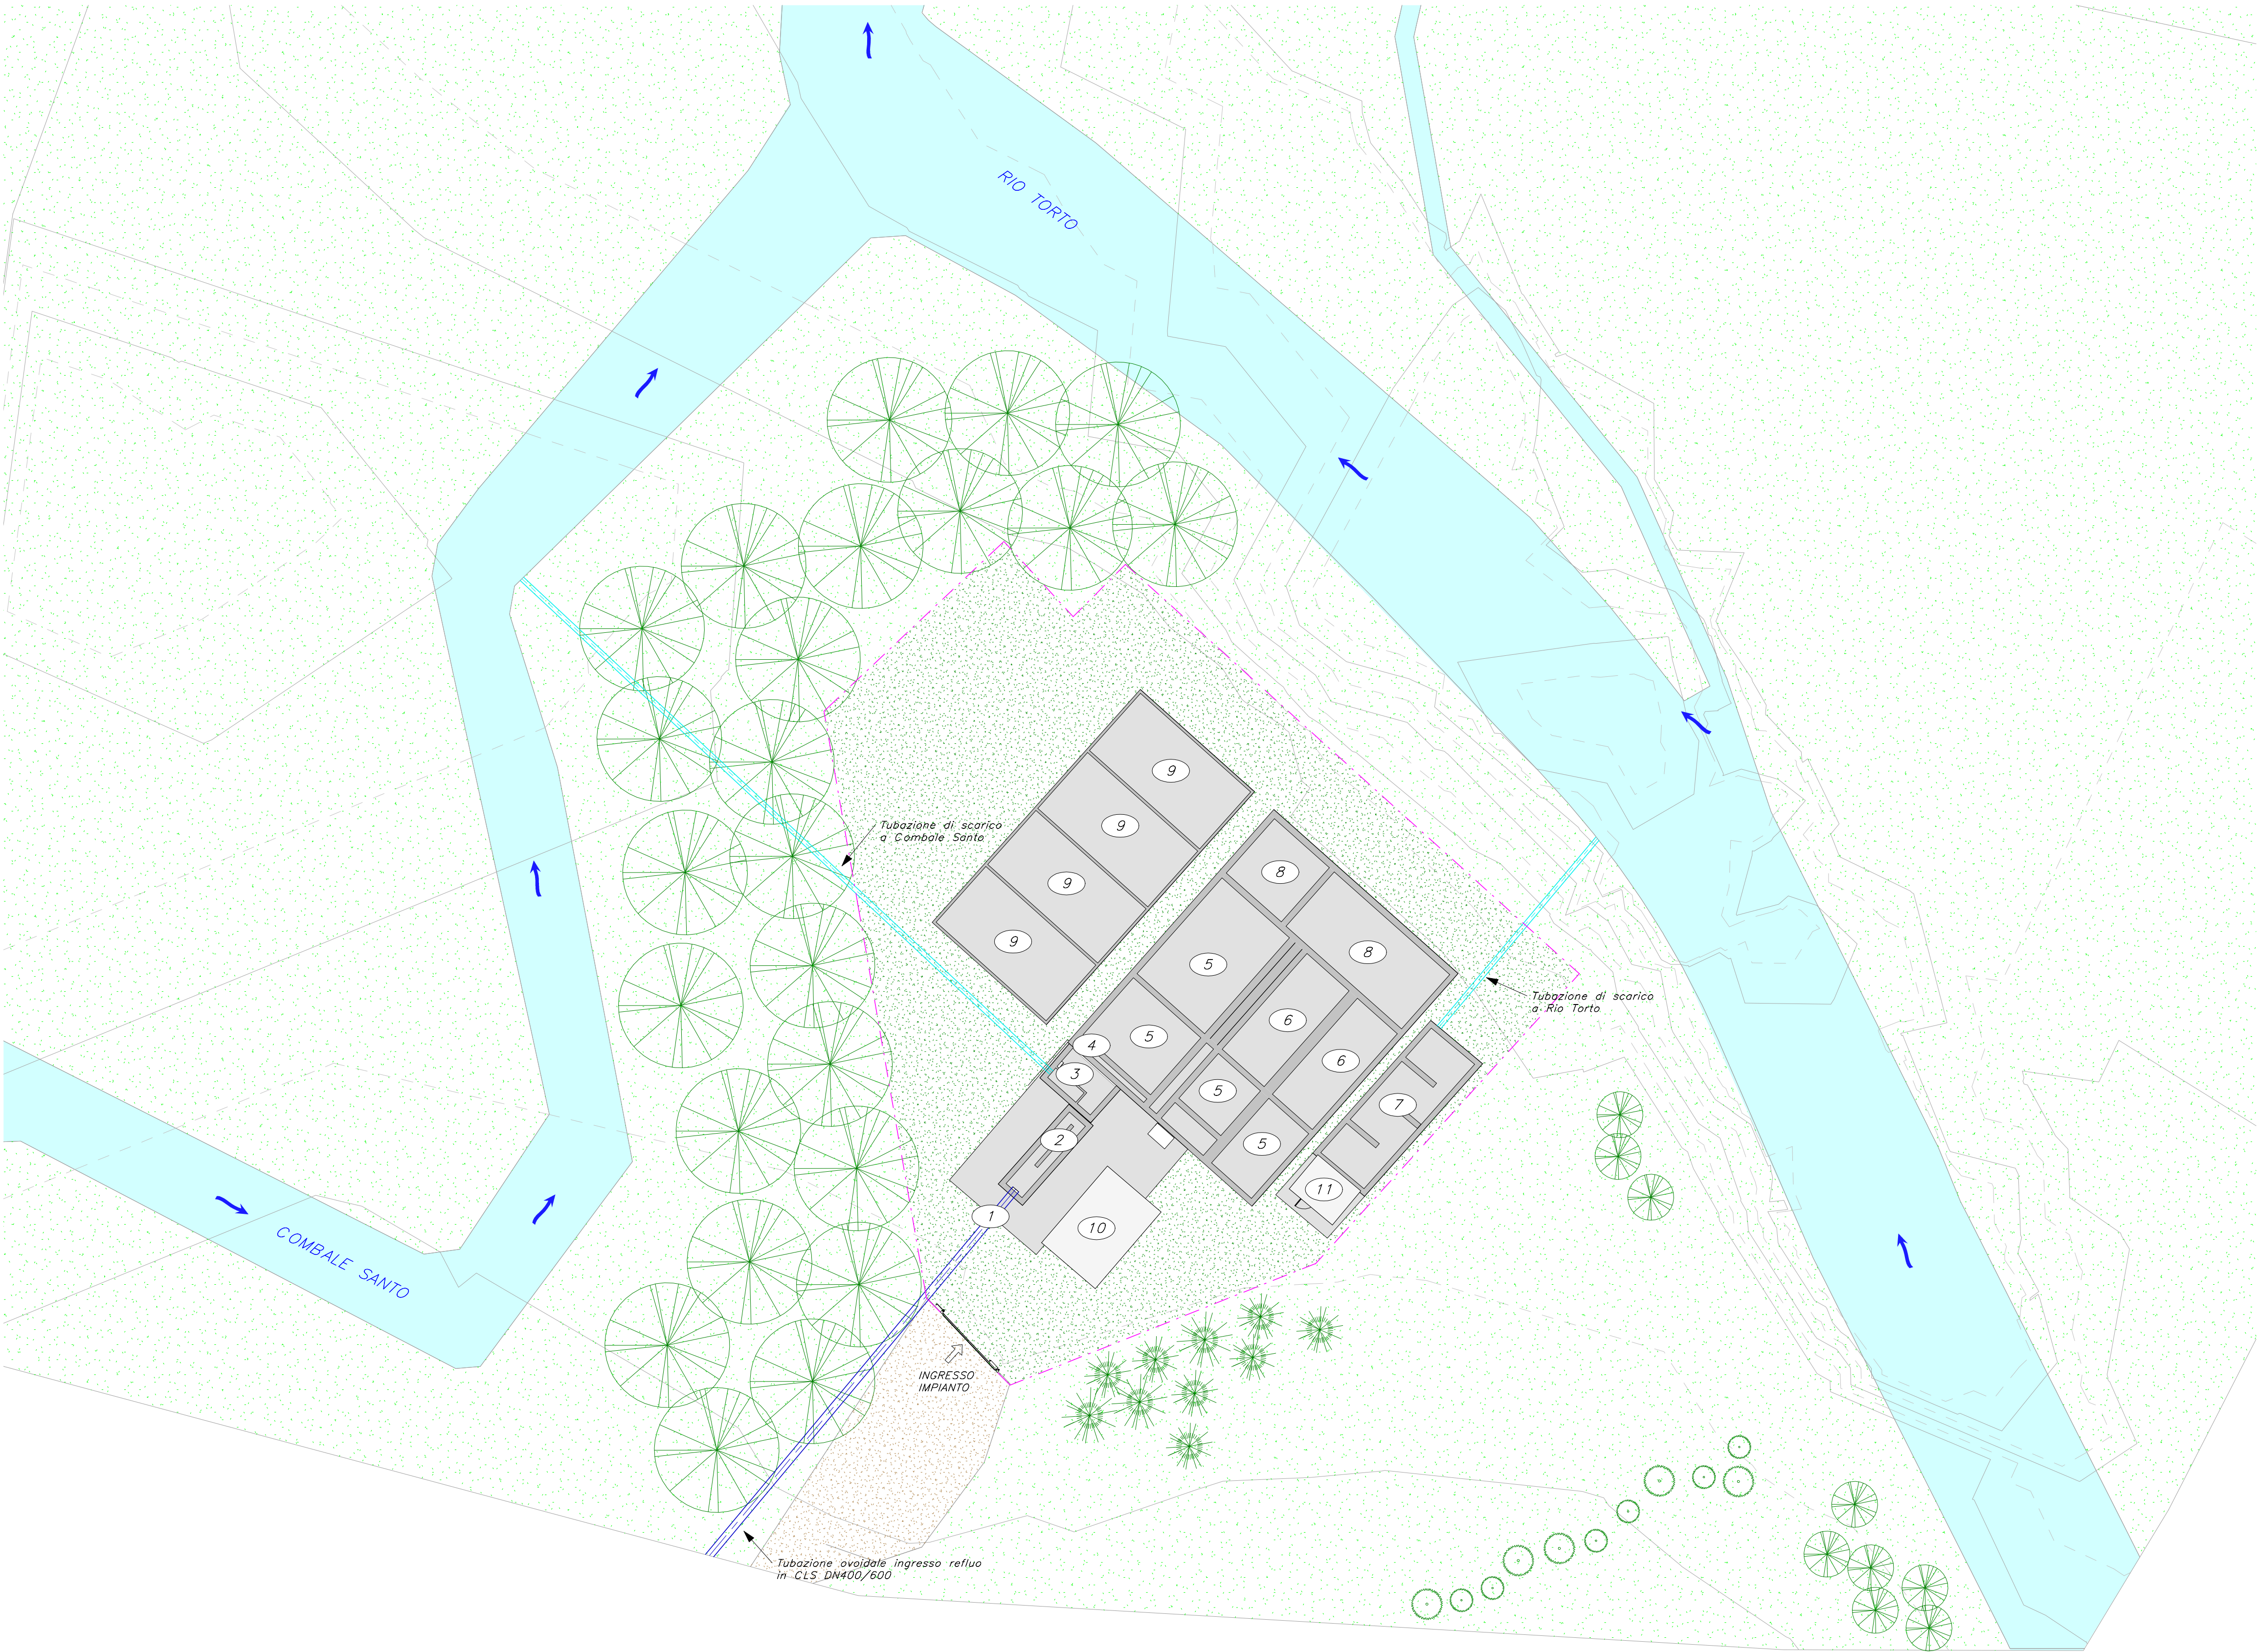 RIO TORTO
9
Tubazione di scarico
a Combale Santo
9
8
9
8
9
5
Tubazione di scarico
a Rio Torto
6
5
4
6
3
5
7
2
5
11
1
10
COMBALE SANTO
INGRESSO
IMPIANTO
Tubazione ovoidale ingresso refluo
in CLS DN400/600